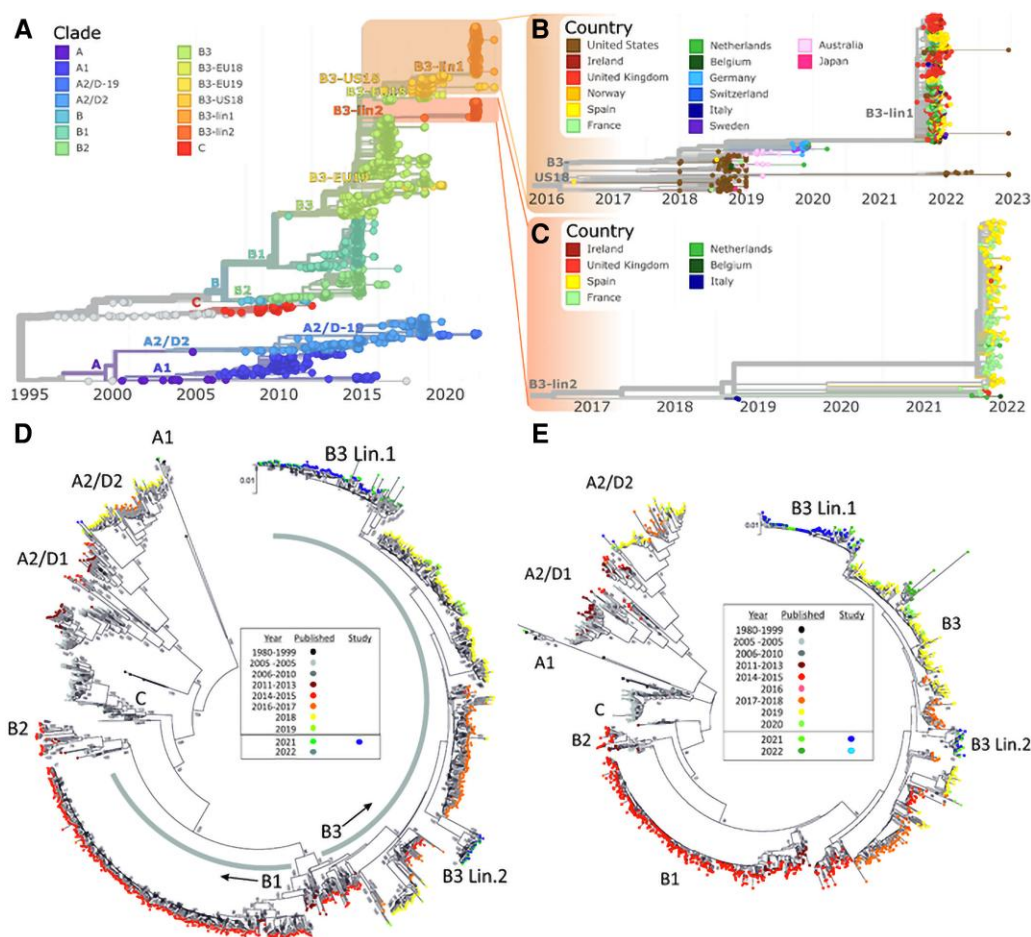 A
Clade
A
A1
A2/D-19
A2/D2
B
B1
B2
B3
B3-EU18
B3-EU19
B3-US18
B3-lin1
B3-lin2
C
B3-US18
B3-lin1
B3-lin2
B3-EU19
B3
B1
B
B2
C
A2/D-19
A2/D2
A
A1
1995
2000
2005
2010
2015
2020
B
Country
United States
Ireland
United Kingdom
Norway
Spain
France
Netherlands
Belgium
Germany
Switzerland
Italy
Sweden
Australia
Japan
B3-lin1
B3-
US18
2016
2017
2018
2019
2020
2021
2022
2023
C
Country
Ireland
United Kingdom
Spain
France
Netherlands
Belgium
Italy
B3-lin2
2017
2018
2019
2020
2021
2022
D
A1
B3 Lin.1
A2/D2
0.01
A2/D1
Year Published Study
1980-1999
2005-2005
2006-2010
2011-2013
2014-2015
2016-2017
2018
2019
2021
2022
C
B2
B3
B3 Lin.2
B1
E
A2/D2
B3 Lin.1
0.01
A2/D1
Year Published Study
1980-1999
2005-2005
2006-2010
2011-2013
2014-2015
2016
2017-2018
2019
2020
2021
2022
B3
A1
C
B2
B3 Lin.2
B1